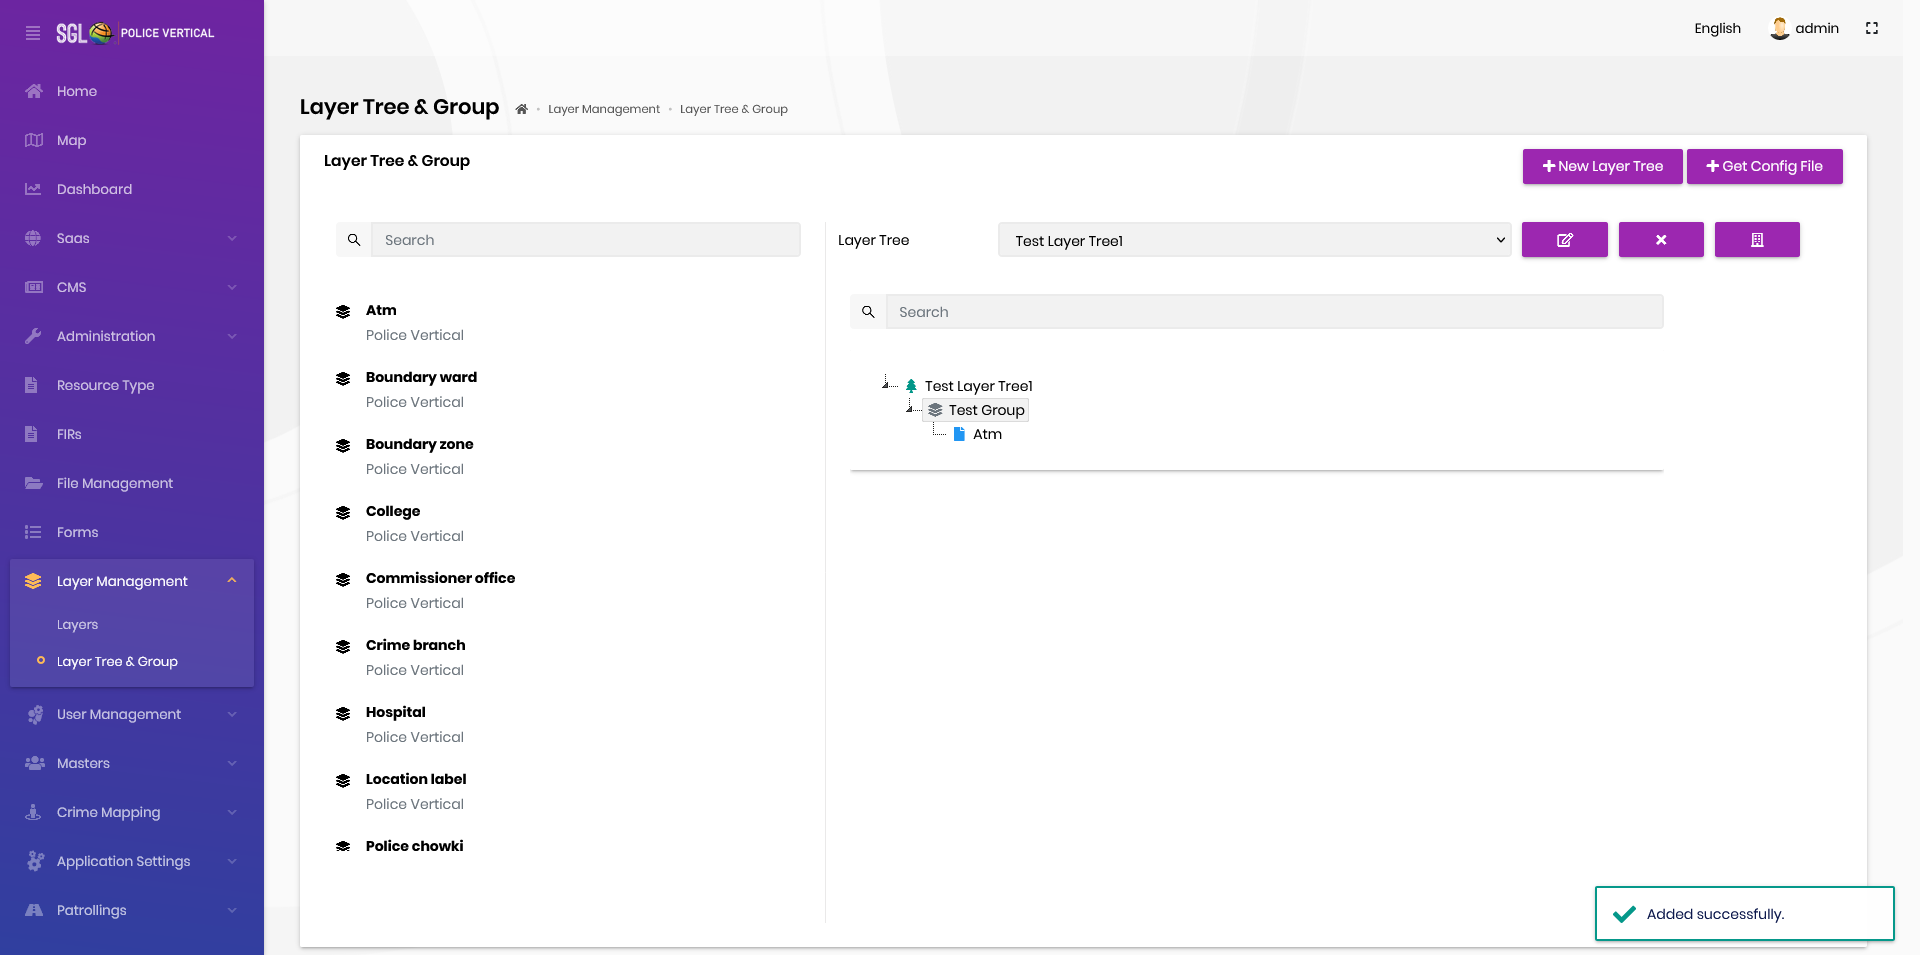 SGL POLICE VERTICAL
English
admin
Home
Map
Dashboard
Saas
CMS
Administration
Resource Type
FIRs
File Management
Forms
Layer Management
Layers
Layer Tree & Group
User Management
Masters
Crime Mapping
Application Settings
Patrollings
Layer Tree & Group
Layer Management
Layer Tree & Group
Layer Tree & Group
New Layer Tree
Get Config File
Search
Atm
Police Vertical
Boundary ward
Police Vertical
Boundary zone
Police Vertical
College
Police Vertical
Commissioner office
Police Vertical
Crime branch
Police Vertical
Hospital
Police Vertical
Location label
Police Vertical
Police chowki
Layer Tree
Test Layer Tree1
Search
Test Layer Tree1
Test Group
Atm
Added successfully.